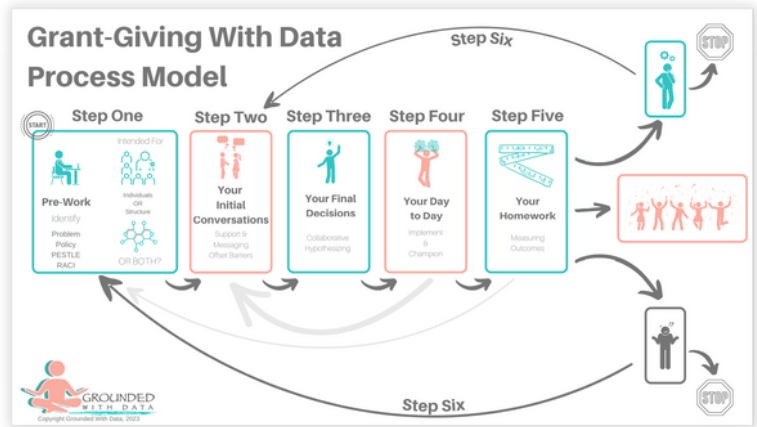 Grant-Giving With Data
Process Model
Step Six
STOP
START
Step One
Step Two
Step Three
Step Four
Step Five
Pre-Work
Identify
Problem
Policy
PESTLE
RACI
Intended For
Individuals
OR
Structure
OR BOTH?
Your
Initial
Conversations
Support &
Messaging
Offset Barriers
Your Final
Decisions
Collaborative
Hypothesizing
Your Day
to Day
Implement
&
Champion
Your
Homework
Measuring
Outcomes
Step Six
STOP
GROUNDED
WITH DATA
Copyright Grounded With Data, 2023